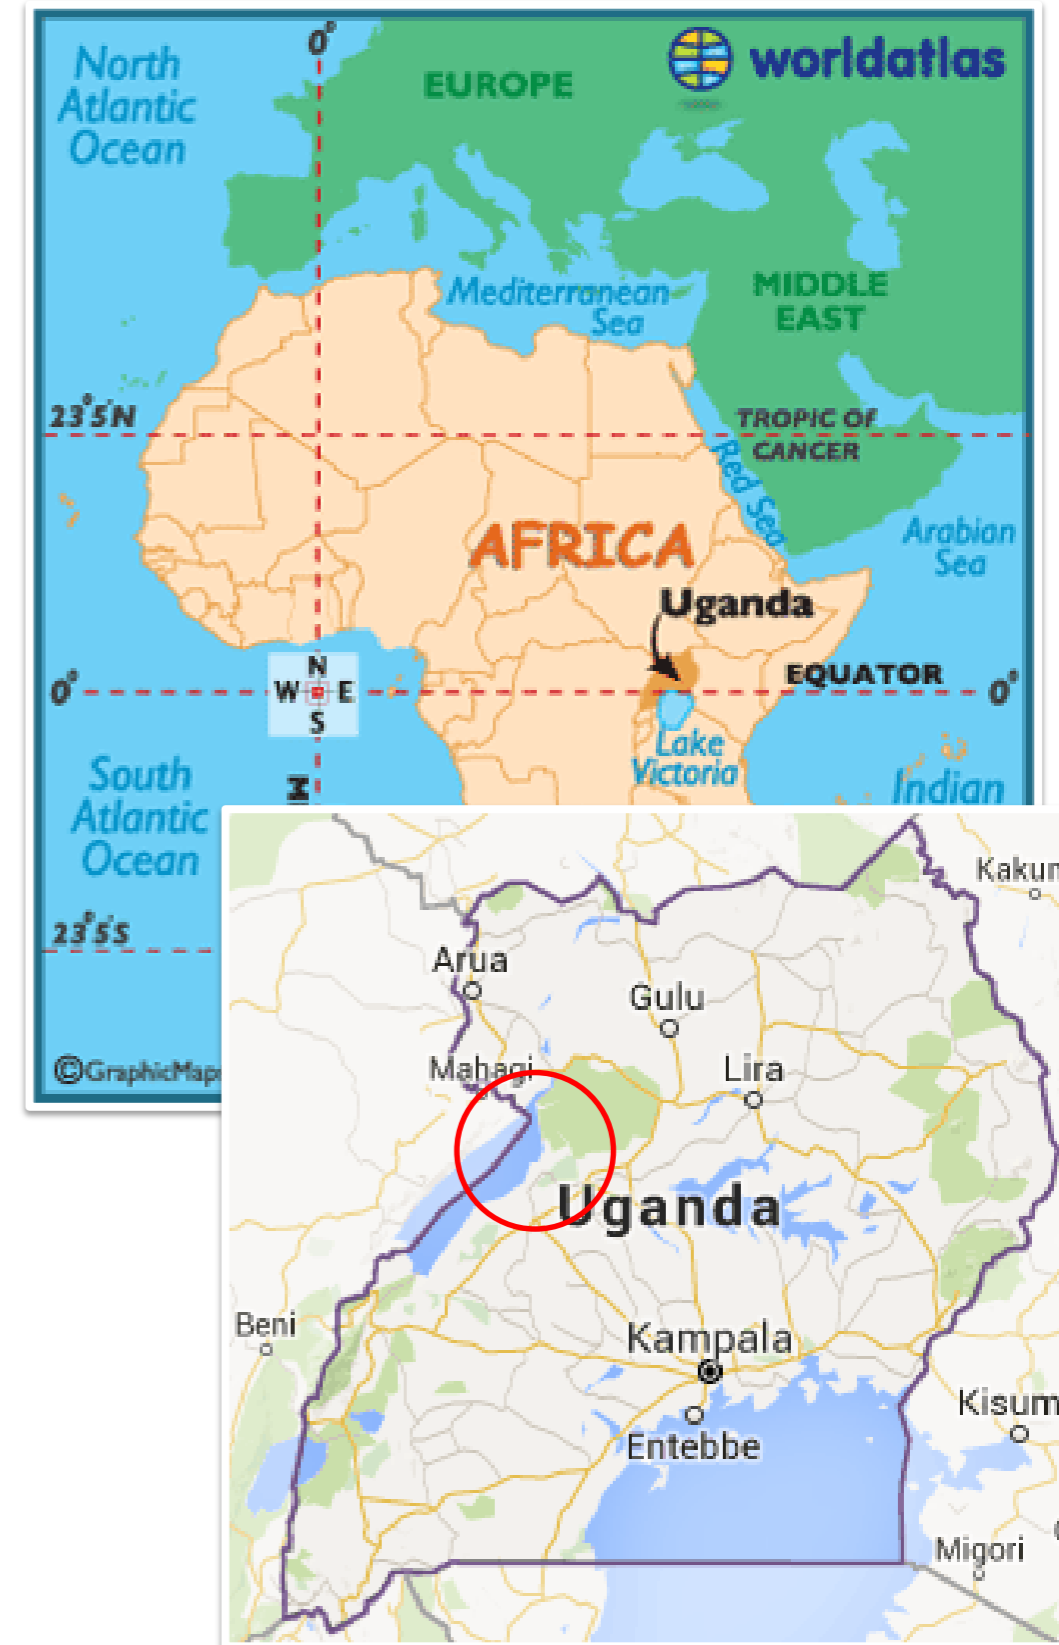 0°
worldatlas
North
Atlantic
Ocean
EUROPE
MIDDLE
EAST
Mediterranean
Sea
23°5'N
TROPIC OF
CANCER
Red Sea
AFRICA
Arabian
Sea
Uganda
EQUATOR
0°
N
W E
S
0°
Lake
Victoria
South
Atlantic
Ocean
Indian
23°5'S
©GraphicMaps
Kakum
Arua
Gulu
Mahagi
Lira
Uganda
Beni
Kampala
Kisum
Entebbe
Migori